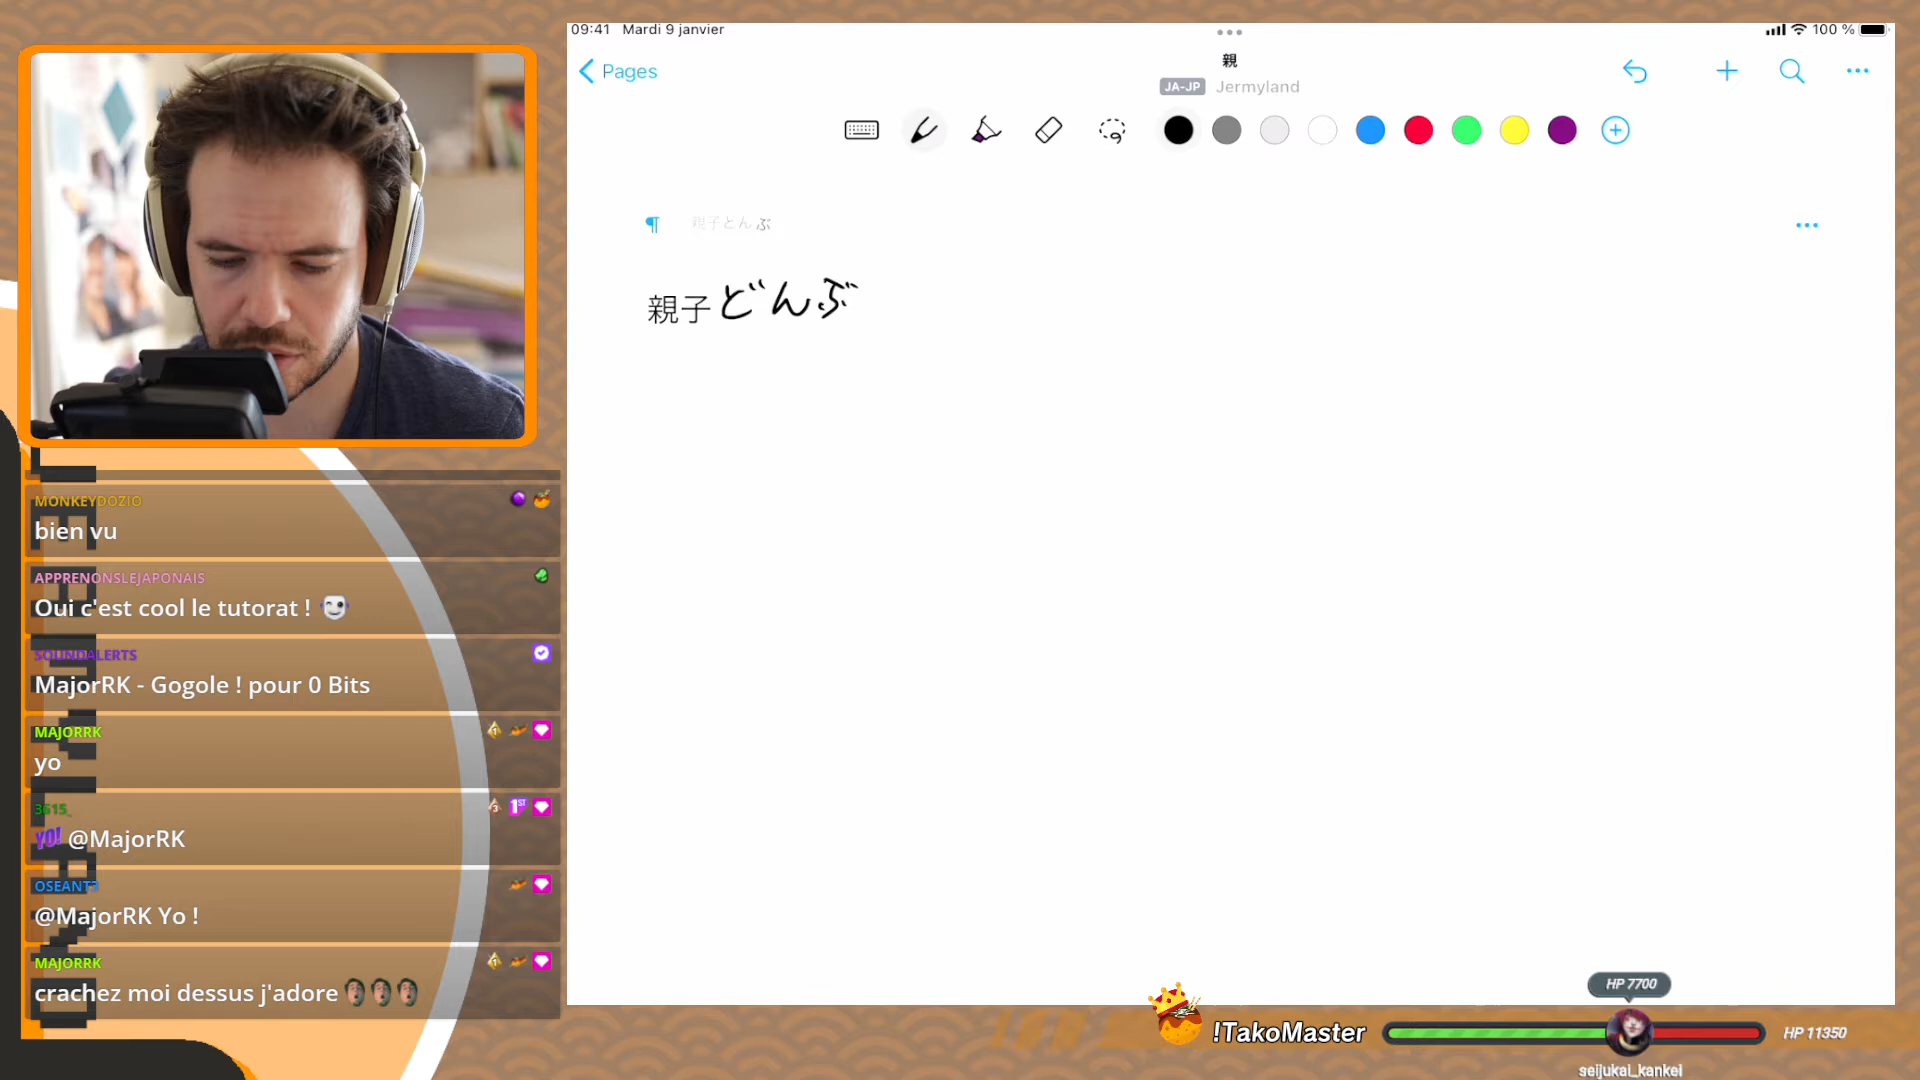 09:41 Mardi 9 janvier
100 %
Pages
親
JA-JP Jermyland
親子どんぶ
親子どんぶ
MONKEYDOZIO
bien vu
APPRENONSLEJAPONAIS
Oui c'est cool le tutorat !
SOUNDALERTS
MajorRK - Gogole ! pour 0 Bits
MAJORRK
yo
3615_
YO! @MajorRK
OSEANT3
@MajorRK Yo !
MAJORRK
crachez moi dessus j'adore
HP 7700
!TakoMaster
HP 11350
seijukai_kankei